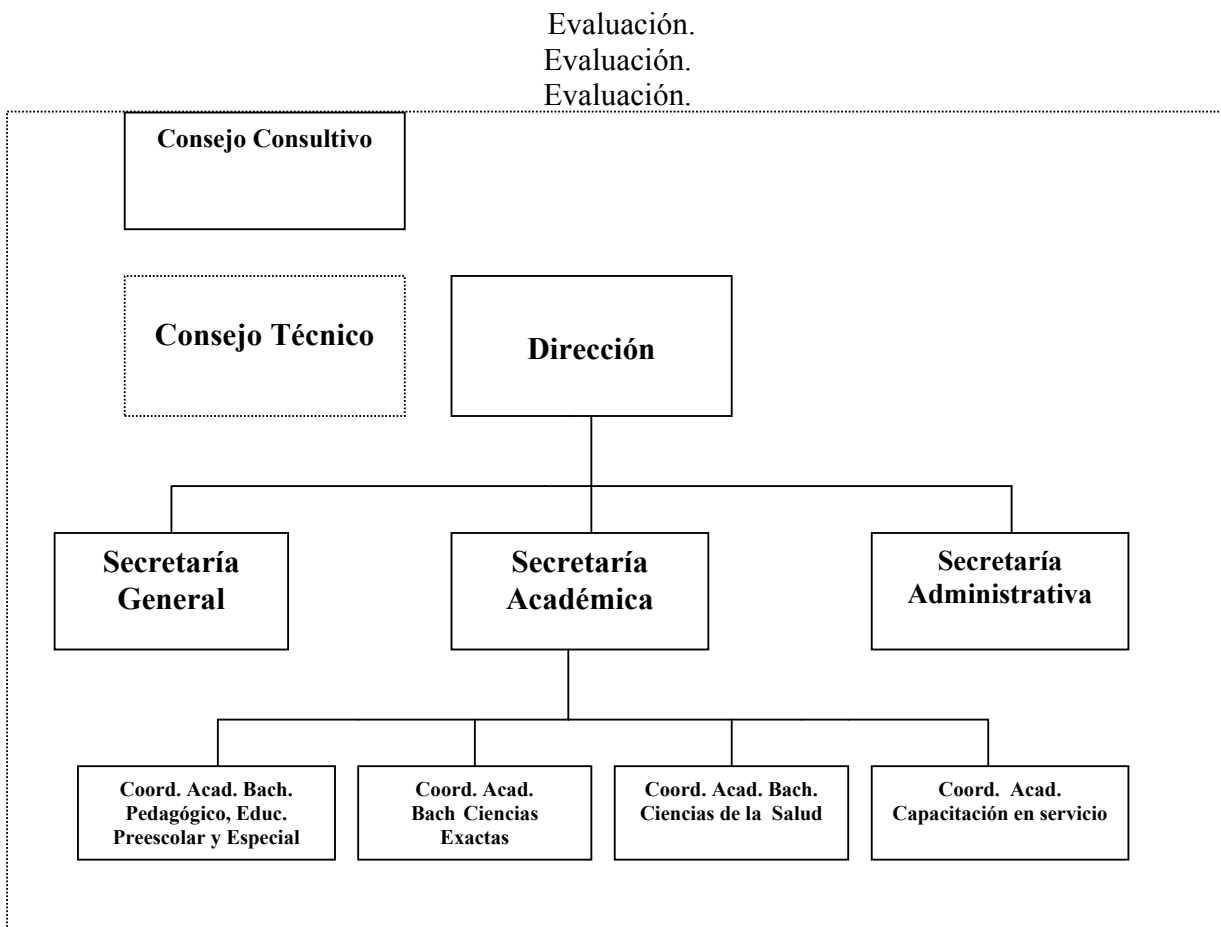 Evaluación.
Evaluación.
Evaluación.
Consejo Consultivo
Consejo Técnico
Dirección
Secretaría
General
Secretaría
Académica
Secretaría
Administrativa
Coord. Acad. Bach.
Pedagógico, Educ.
Preescolar y Especial
Coord. Acad.
Bach Ciencias
Exactas
Coord. Acad. Bach.
Ciencias de la Salud
Coord. Acad.
Capacitación en servicio